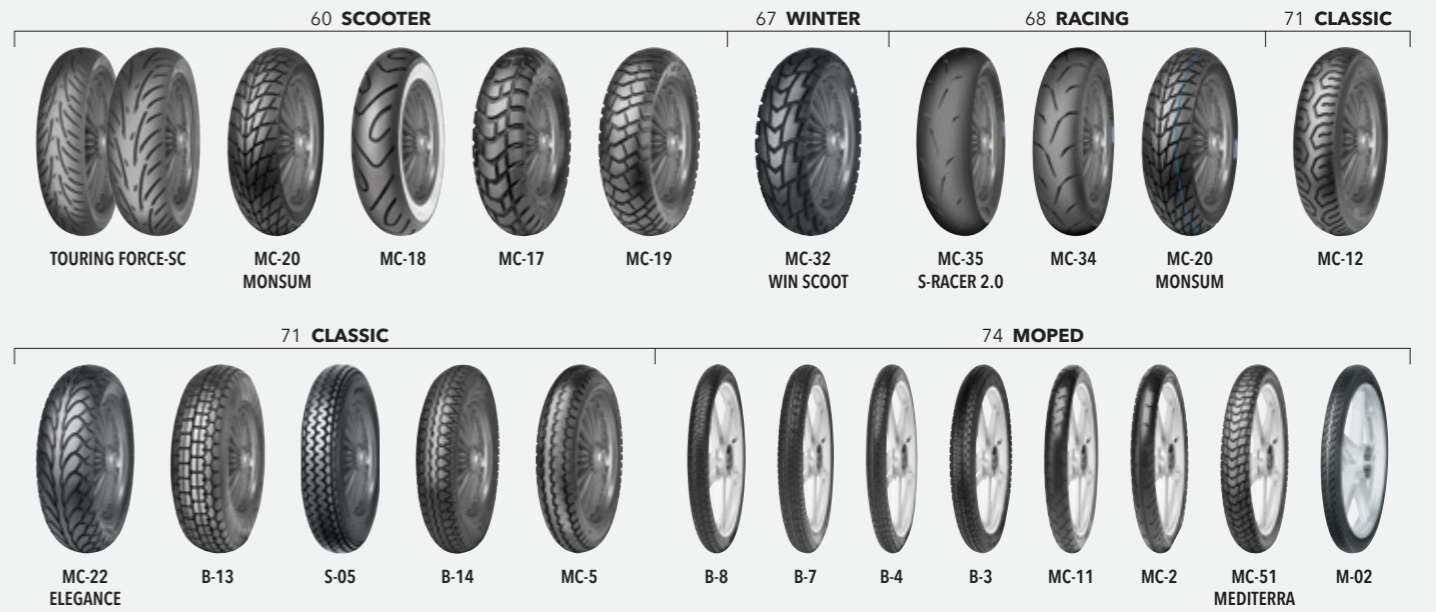 60 SCOOTER
67 WINTER
68 RACING
71 CLASSIC
TOURING FORCE-SC
MC-20
MONSUM
MC-18
MC-17
MC-19
MC-32
WIN SCOOT
MC-35
S-RACER 2.0
MC-34
MC-20
MONSUM
MC-12
71 CLASSIC
74 MOPED
MC-22
ELEGANCE
B-13
S-05
B-14
MC-5
B-8
B-7
B-4
B-3
MC-11
MC-2
MC-51
MEDITERRA
M-02